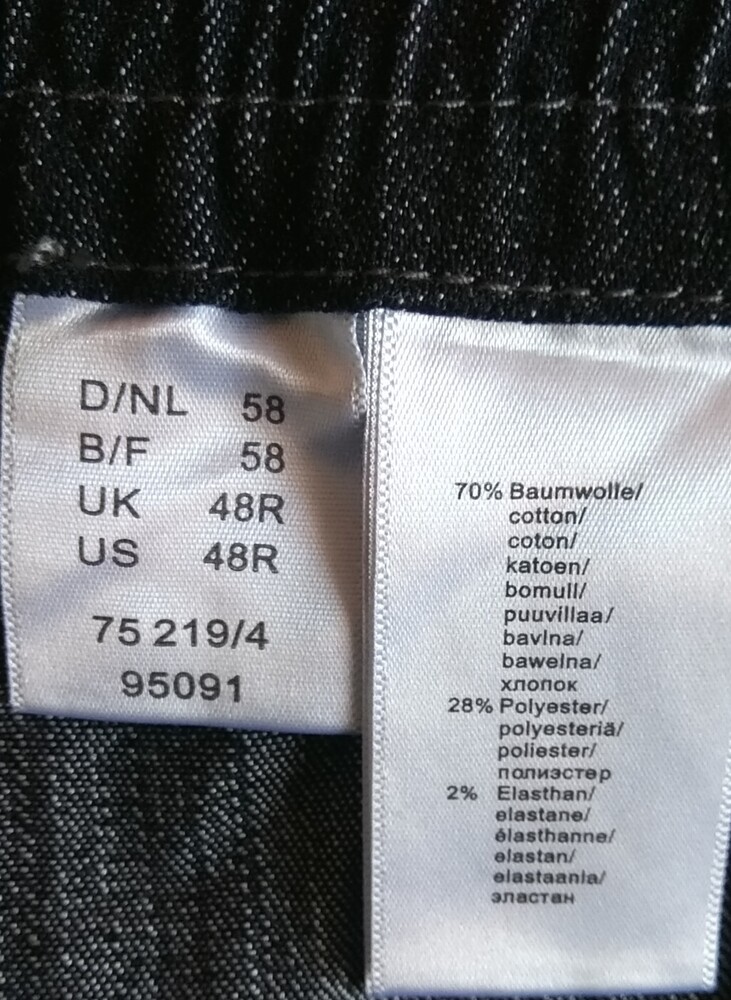 D/NL 58
B/F 58
UK 48R
US 48R
75 219/4
95091
70% Baumwolle/
cotton/
coton/
katoen/
bomull/
puuvillaa/
bavlna/
bawelna/
хлопок
28% Polyester/
polyesteriä/
poliester/
полиэстер
2% Elasthan/
elastane/
élasthanne/
elastan/
elastaania/
эластан